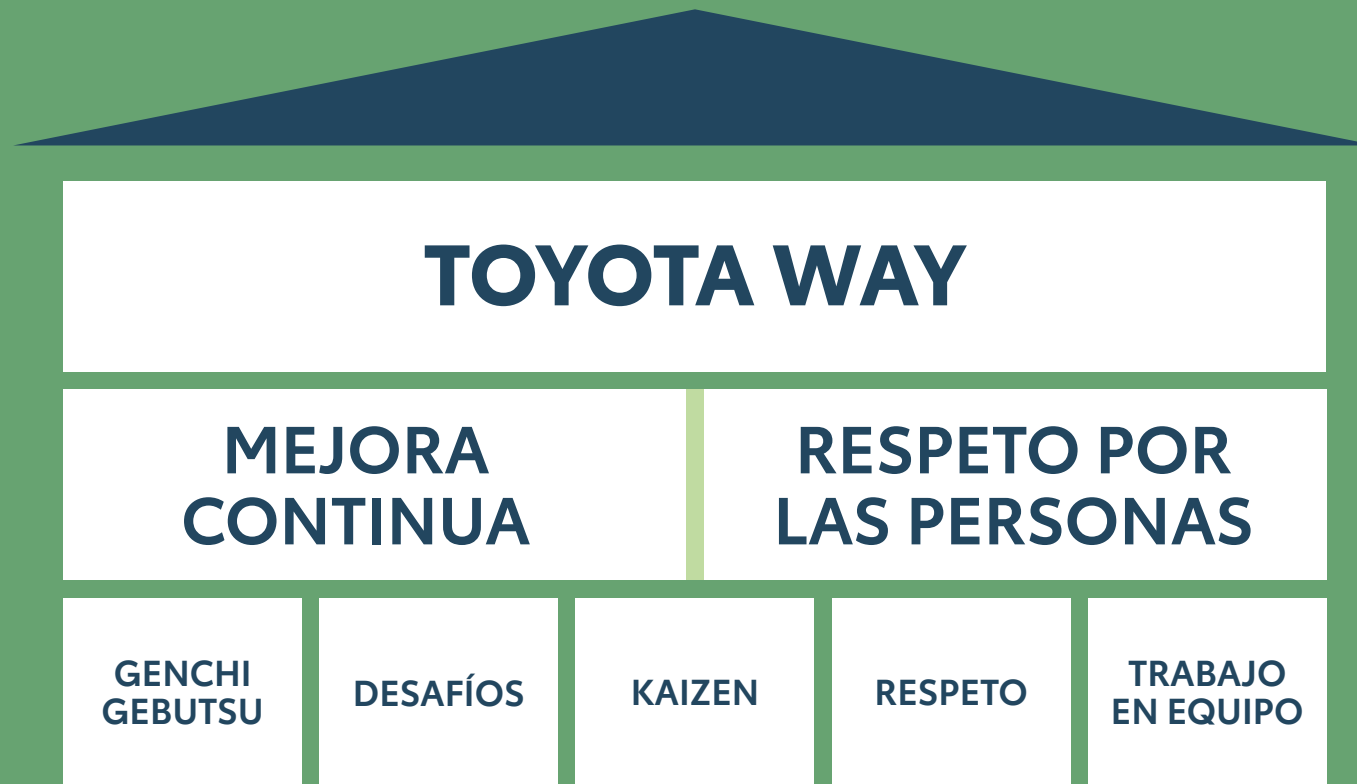 TOYOTA WAY
MEJORA
CONTINUA
RESPETO POR
LAS PERSONAS
GENCHI
GEBUTSU
DESAFÍOS
KAIZEN
RESPETO
TRABAJO
EN EQUIPO